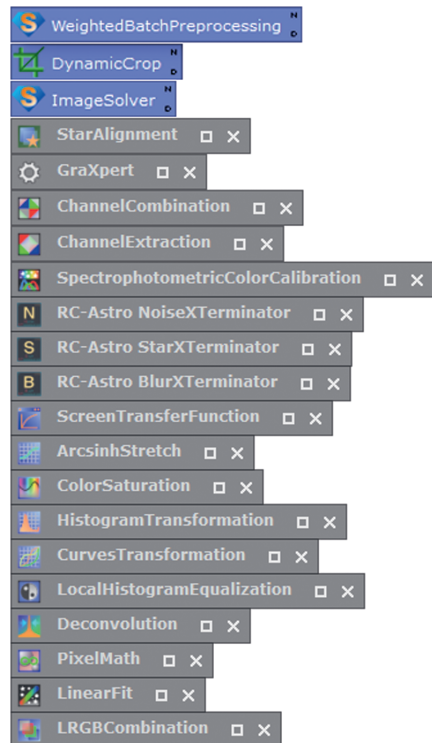 WeightedBatchPreprocessing N D
DynamicCrop N D
S ImageSolver N D
StarAlignment
GraXpert
ChannelCombination
ChannelExtraction
SpectrophotometricColorCalibration
N RC-Astro NoiseXTerminator
S RC-Astro StarXTerminator
B RC-Astro BlurXTerminator
ScreenTransferFunction
ArcsinhStretch
ColorSaturation
HistogramTransformation
CurvesTransformation
LocalHistogramEqualization
Deconvolution
PixelMath
LinearFit
LRGBCombination